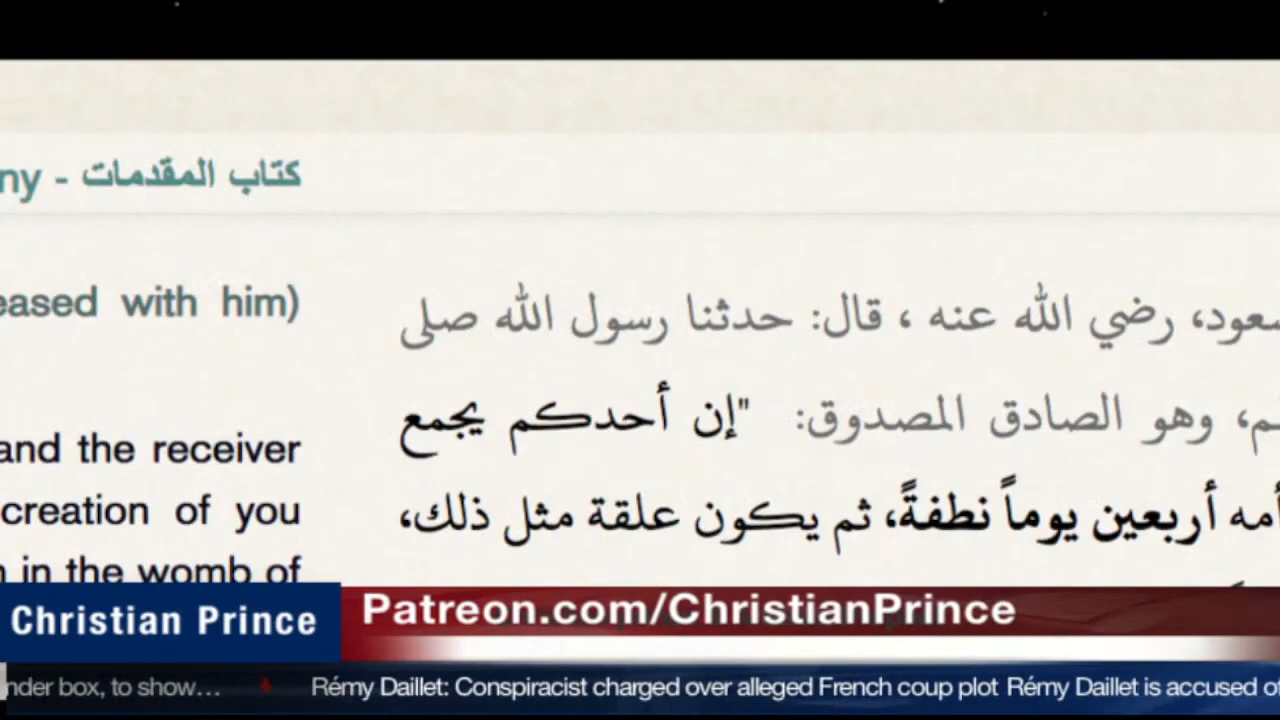 ny - كتاب المقدمات
eased with him)
and the receiver
creation of you
in the womb of
سعود، رضي الله عنه ، قال: حدثنا رسول الله صلى
م، وهو الصادق المصدوق: "إن أحدكم يجمع
أمه أربعين يوماً نطفةً، ثم يكون علقة مثل ذلك،
Christian Prince
Patreon.com/ChristianPrince
nder box, to show… Rémy Daillet: Conspiracist charged over alleged French coup plot Rémy Daillet is accused of